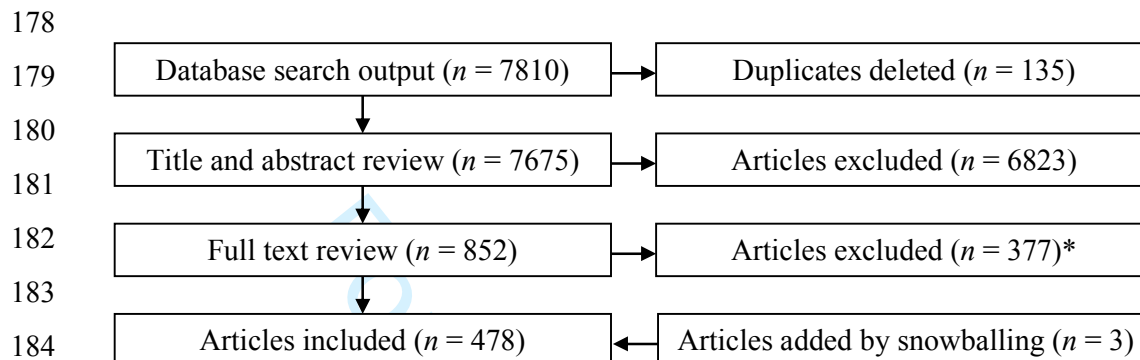 178
179 Database search output (n = 7810) Duplicates deleted (n = 135)
180
Title and abstract review (n = 7675) Articles excluded (n = 6823)
181
182 Full text review (n = 852) Articles excluded (n = 377)*
183
184 Articles included (n = 478) Articles added by snowballing (n = 3)